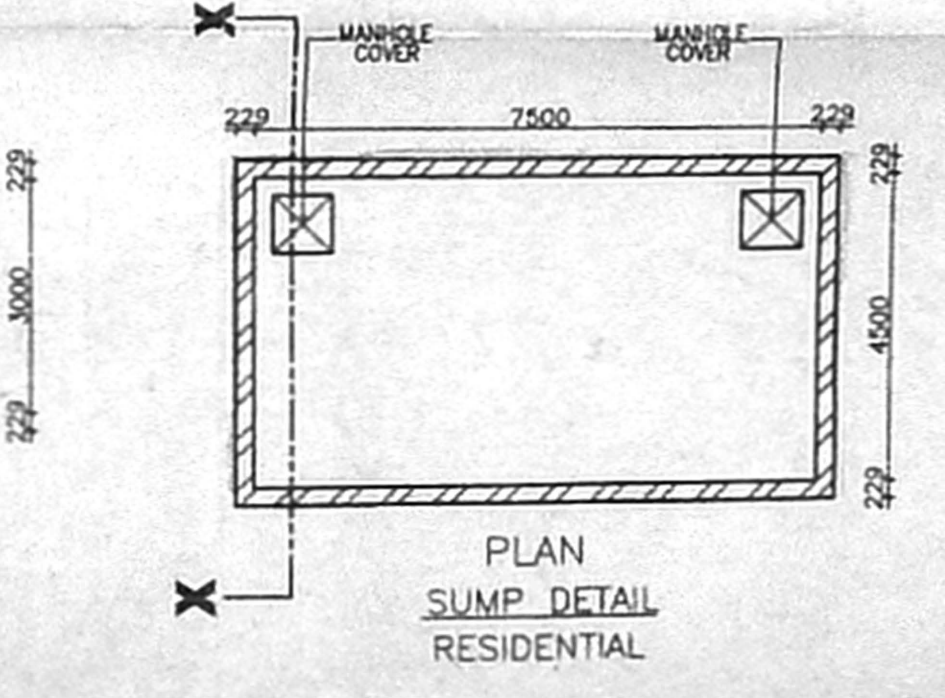 X
MANHOLE
COVER
MANHOLE
COVER
229
7500
229
229
3000
229
229
4500
229
X
PLAN
SUMP DETAIL
RESIDENTIAL